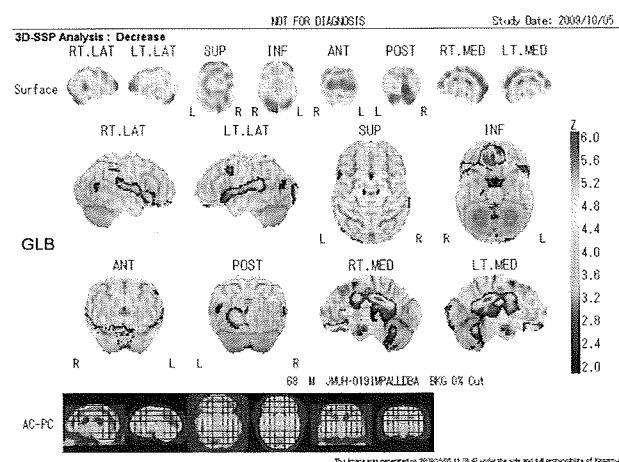 NOT FOR DIAGNOSIS Study Date: 2009/10/05
3D-SSP Analysis : Decrease
RT.LAT LT.LAT SUP INF ANT POST RT.MED LT.MED
Surface
L R R L R L L R
RT.LAT LT.LAT SUP INF
Z
6.0
5.6
5.2
4.8
4.4
4.0
3.6
3.2
2.8
2.4
2.0
L R R L
GLB
ANT POST RT.MED LT.MED
R L L R
68 M BKG 0% Cut
AC-PC